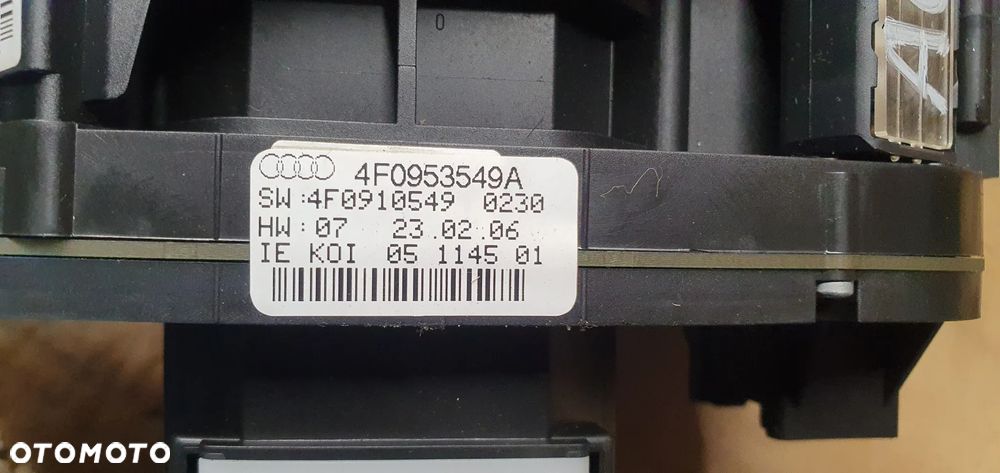 0
4F0953549A
SW:4F0910549 0230
HW:07 23.02.06
IE KOI 05 1145 01
OTOMOTO